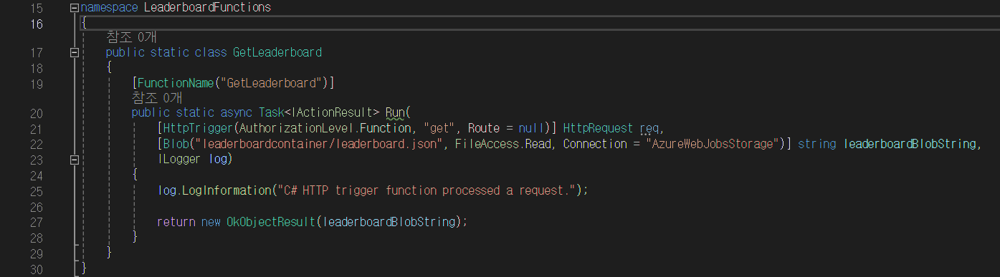 15 namespace LeaderboardFunctions
16 {
참조 0개
17 public static class GetLeaderboard
18 {
19 [FunctionName("GetLeaderboard")]
참조 0개
20 public static async Task<IActionResult> Run(
21 [HttpTrigger(AuthorizationLevel.Function, "get", Route = null)] HttpRequest req,
22 [Blob("leaderboardcontainer/leaderboard.json", FileAccess.Read, Connection = "AzureWebJobsStorage")] string leaderboardBlobString,
23 ILogger log)
24 {
25 log.LogInformation("C# HTTP trigger function processed a request.");
26
27 return new OkObjectResult(leaderboardBlobString);
28 }
29 }
30 }